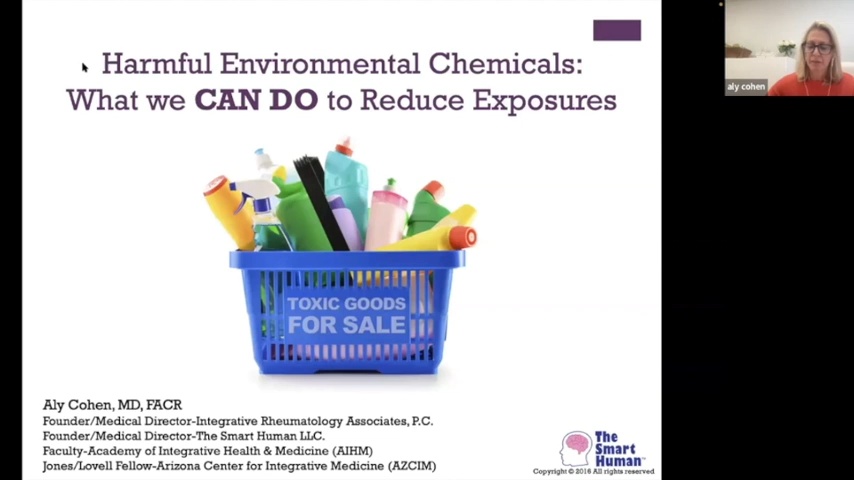 Harmful Environmental Chemicals:
What we CAN DO to Reduce Exposures
aly cohen
TOXIC GOODS
FOR SALE
Aly Cohen, MD, FACR
Founder/Medical Director-Integrative Rheumatology Associates, P.C.
Founder/Medical Director-The Smart Human LLC.
Faculty-Academy of Integrative Health & Medicine (AIHM)
Jones/Lovell Fellow-Arizona Center for Integrative Medicine (AZCIM)
The
Smart
Human™
Copyright © 2016 All rights reserved